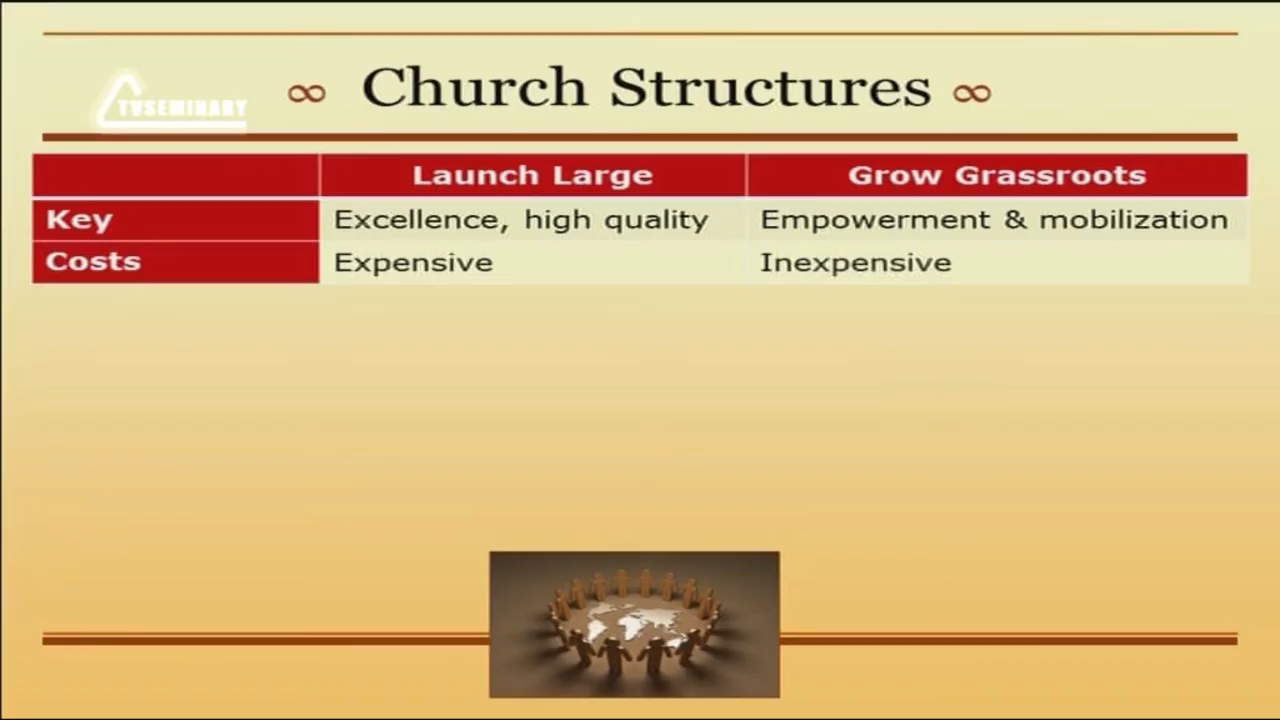 ∞ Church Structures ∞
TVSEMINARY
Launch Large Grow Grassroots
Key Excellence, high quality Empowerment & mobilization
Costs Expensive Inexpensive